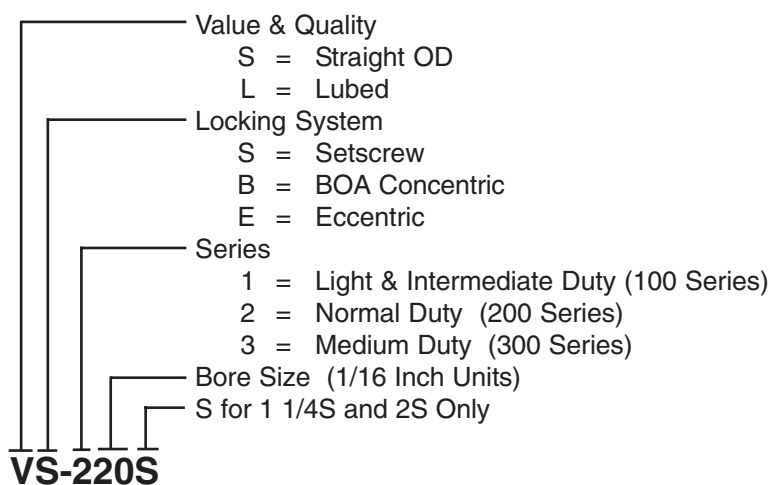 Value & Quality
S = Straight OD
L = Lubed
Locking System
S = Setscrew
B = BOA Concentric
E = Eccentric
Series
1 = Light & Intermediate Duty (100 Series)
2 = Normal Duty (200 Series)
3 = Medium Duty (300 Series)
Bore Size (1/16 Inch Units)
S for 1 1/4S and 2S Only
VS-220S